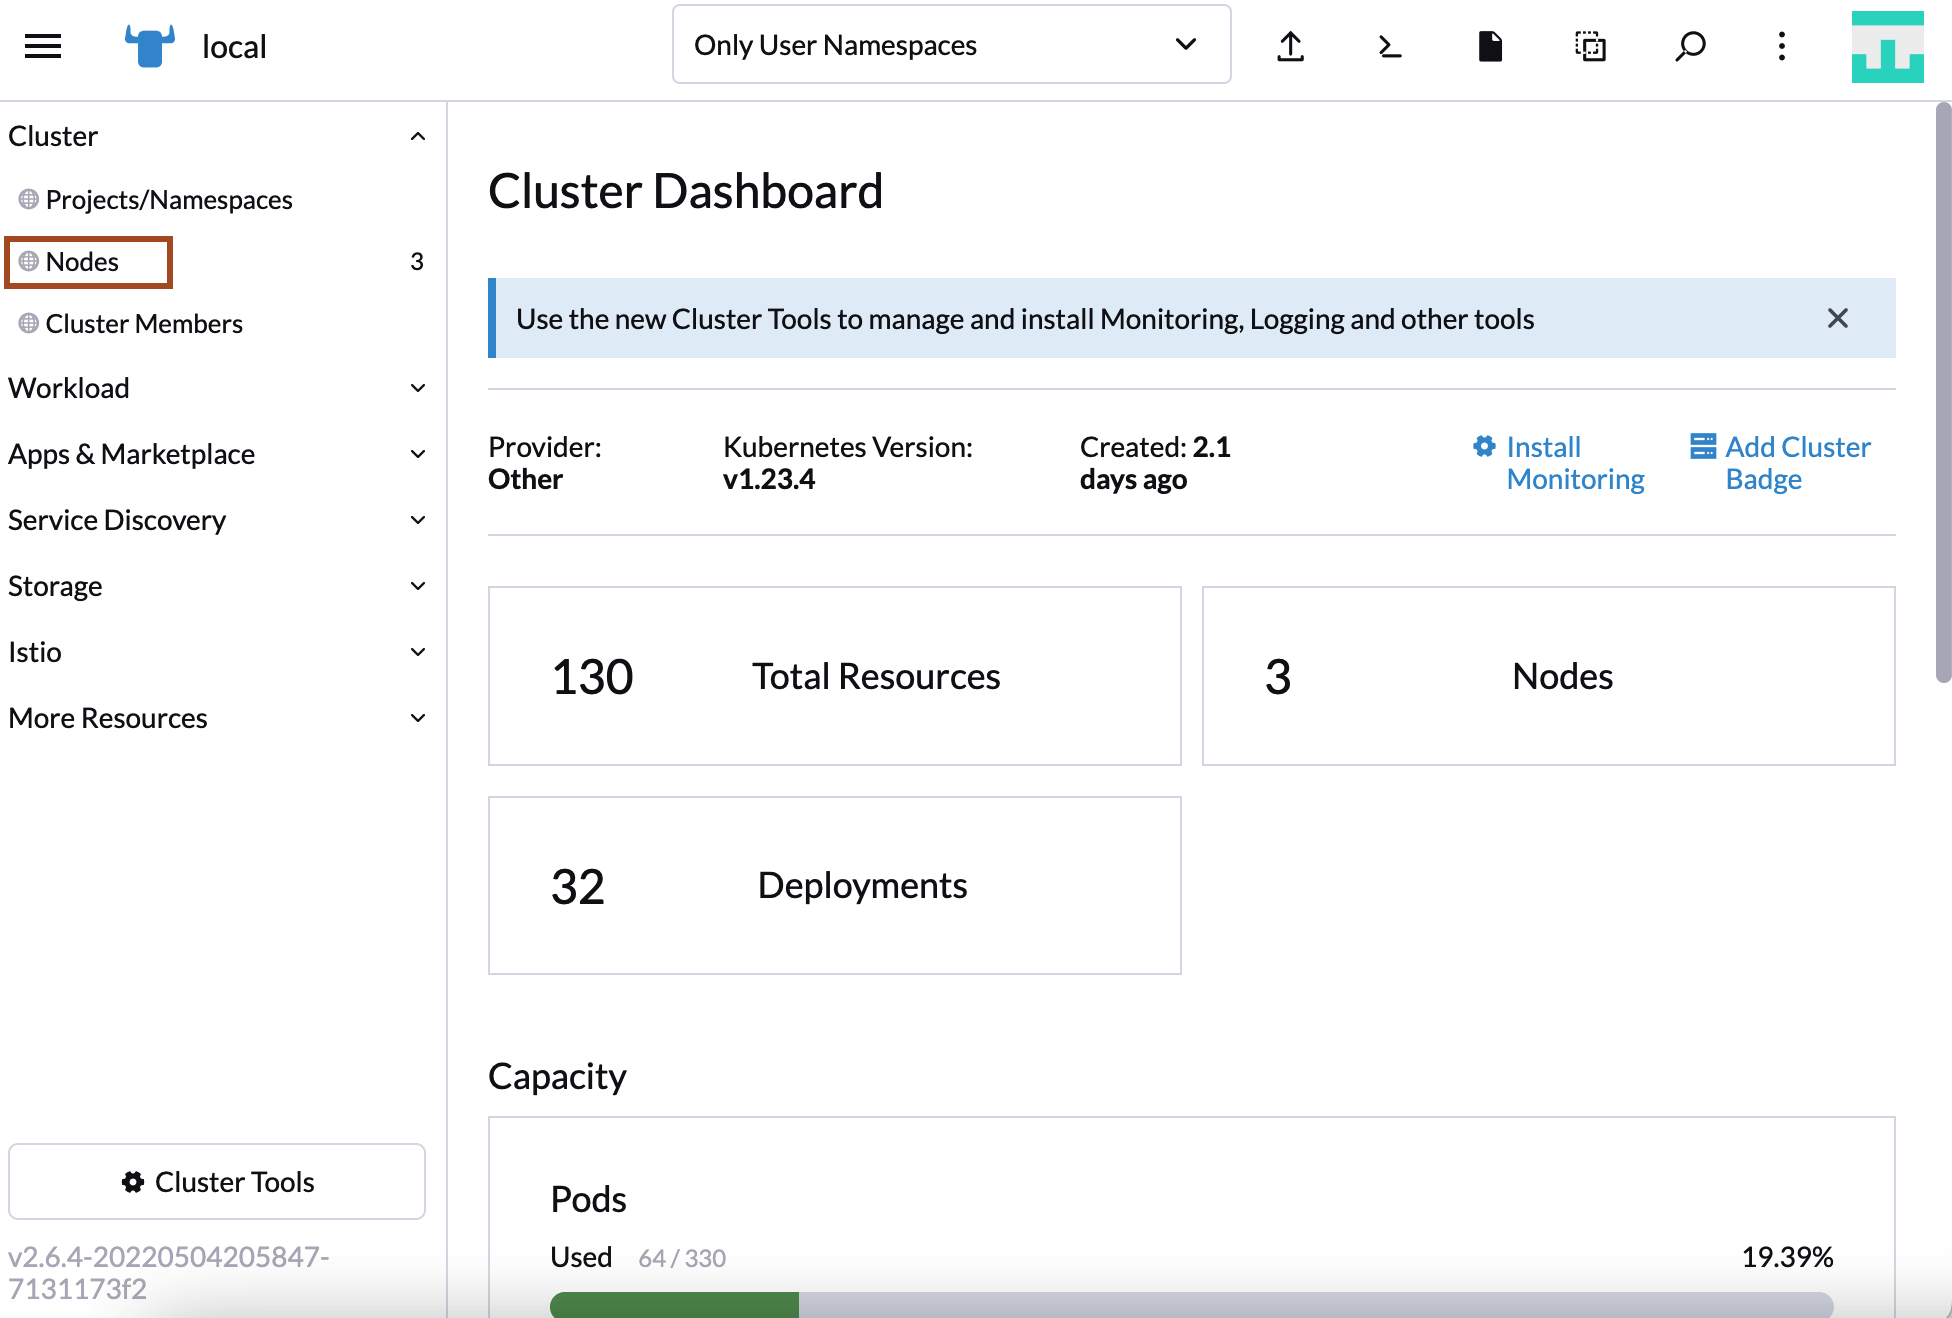 local
Only User Namespaces
Cluster
Projects/Namespaces
Nodes 3
Cluster Members
Workload
Apps & Marketplace
Service Discovery
Storage
Istio
More Resources
Cluster Tools
v2.6.4-20220504205847-
7131173f2
Cluster Dashboard
Use the new Cluster Tools to manage and install Monitoring, Logging and other tools
Provider:
Other
Kubernetes Version:
v1.23.4
Created: 2.1
days ago
Install
Monitoring
Add Cluster
Badge
130 Total Resources
3 Nodes
32 Deployments
Capacity
Pods
Used 64 / 330 19.39%